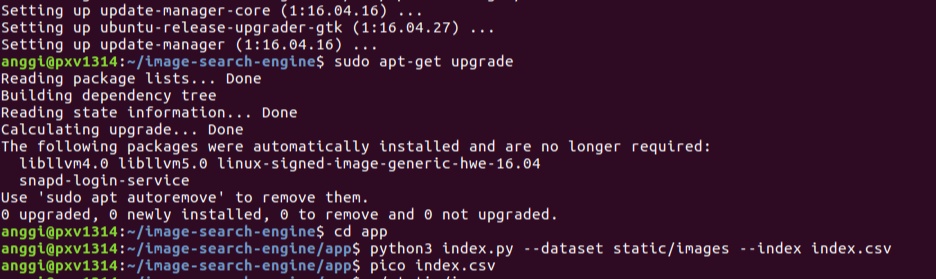 Setting up update-manager-core (1:16.04.16) ...
Setting up ubuntu-release-upgrader-gtk (1:16.04.27) ...
Setting up update-manager (1:16.04.16) ...
anggi@pxv1314:~/image-search-engine$ sudo apt-get upgrade
Reading package lists... Done
Building dependency tree
Reading state information... Done
Calculating upgrade... Done
The following packages were automatically installed and are no longer required:
  libllvm4.0 libllvm5.0 linux-signed-image-generic-hwe-16.04
  snapd-login-service
Use 'sudo apt autoremove' to remove them.
0 upgraded, 0 newly installed, 0 to remove and 0 not upgraded.
anggi@pxv1314:~/image-search-engine$ cd app
anggi@pxv1314:~/image-search-engine/app$ python3 index.py --dataset static/images --index index.csv
anggi@pxv1314:~/image-search-engine/app$ pico index.csv